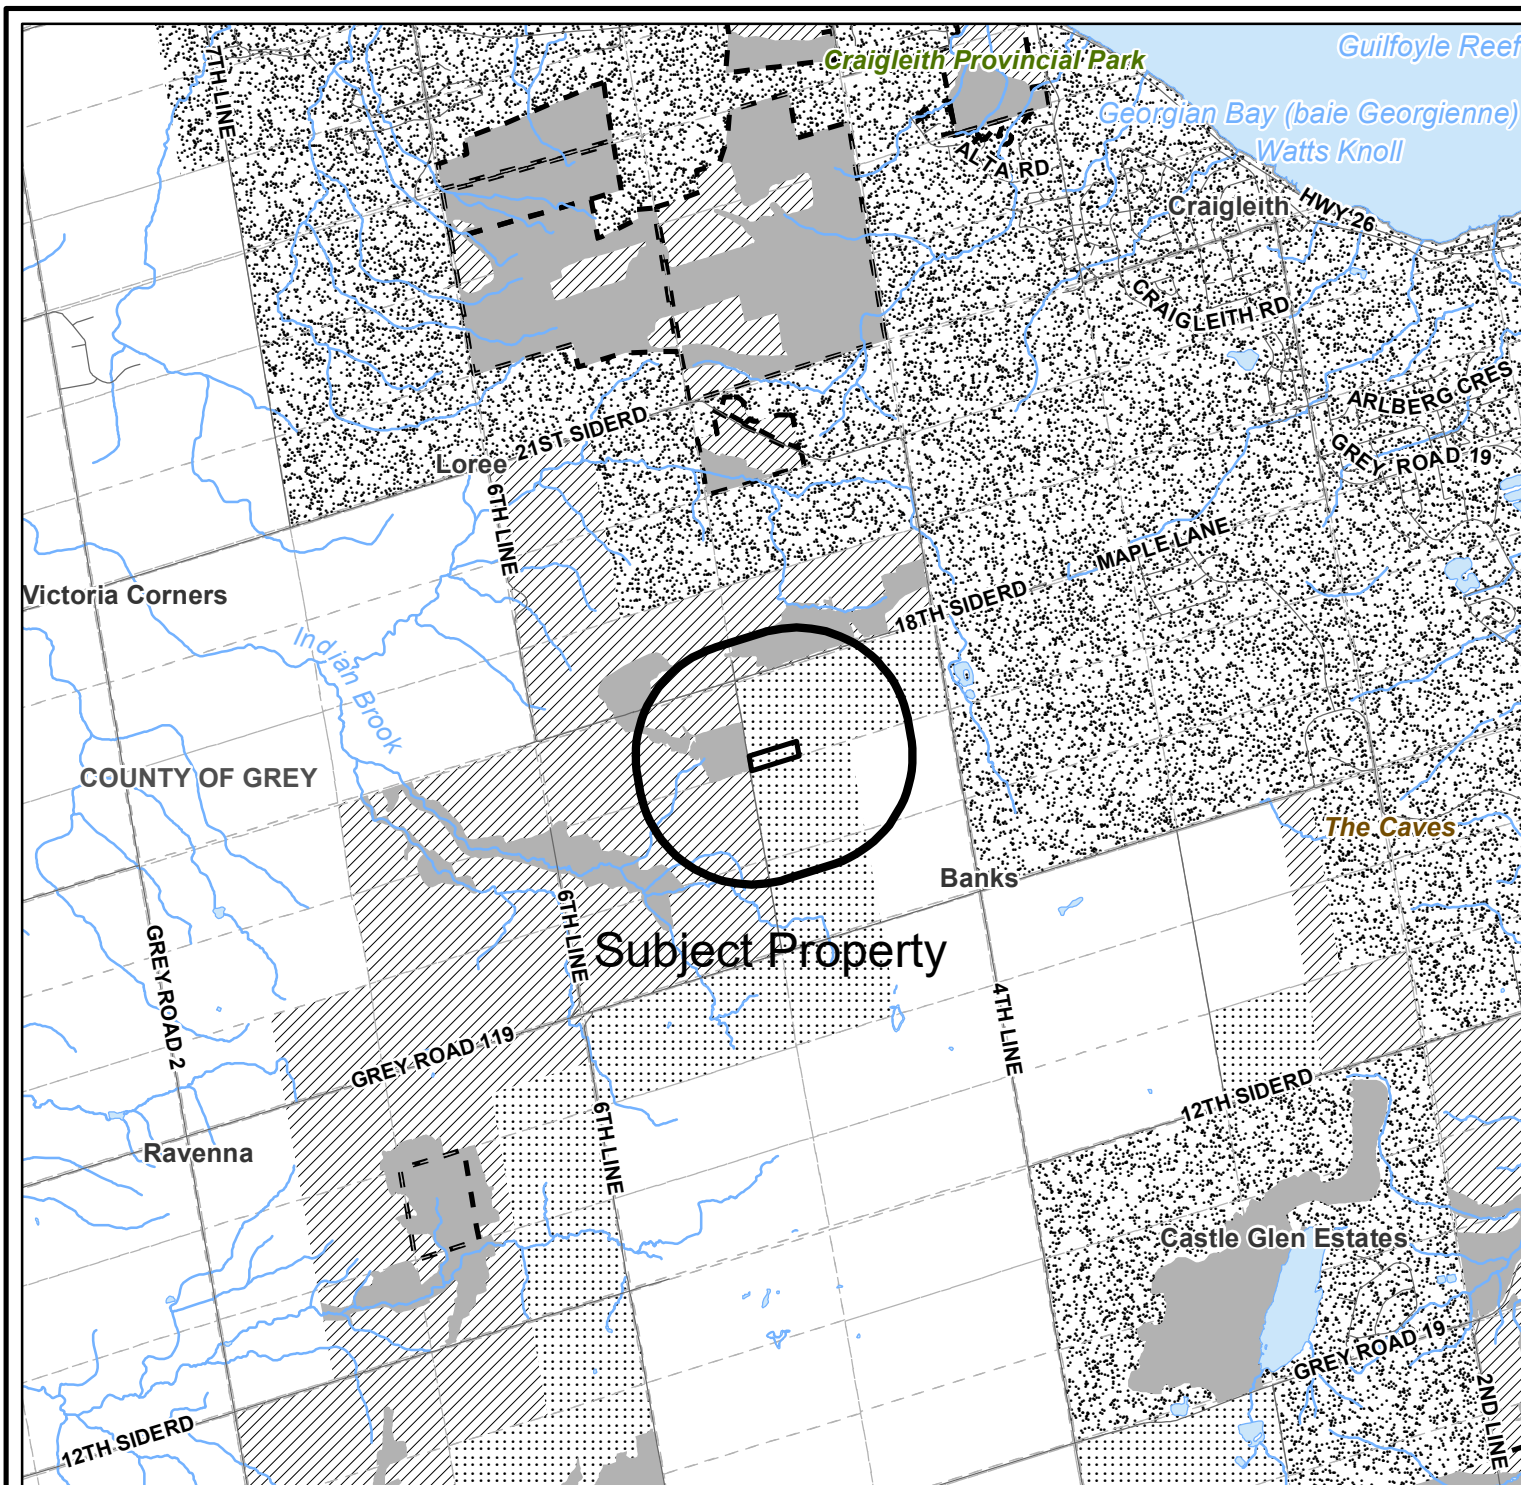 Guilfoyle Reef
Craigleith Provincial Park
7TH LINE
Georgian Bay (baie Georgienne)
Watts Knoll
ALTA RD
Craigleith
HWY 26
CRAIGLEITH RD
ARLBERG CRES
21ST SIDERD
Loree
GREY ROAD 19
6TH LINE
MAPLE LANE
Victoria Corners
18TH SIDERD
Indian Brook
COUNTY OF GREY
The Caves
Banks
6TH LINE
Subject Property
GREY ROAD 2
4TH LINE
GREY ROAD 119
12TH SIDERD
6TH LINE
Ravenna
Castle Glen Estates
GREY ROAD 19
2ND LINE
12TH SIDERD